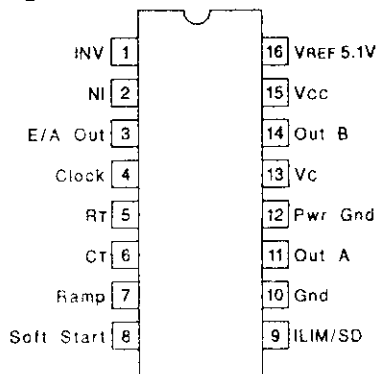 INV 1
NI 2
E/A Out 3
Clock 4
RT 5
CT 6
Ramp 7
Soft Start 8
16 VREF 5.1V
15 VCC
14 Out B
13 VC
12 Pwr Gnd
11 Out A
10 Gnd
9 ILIM/SD